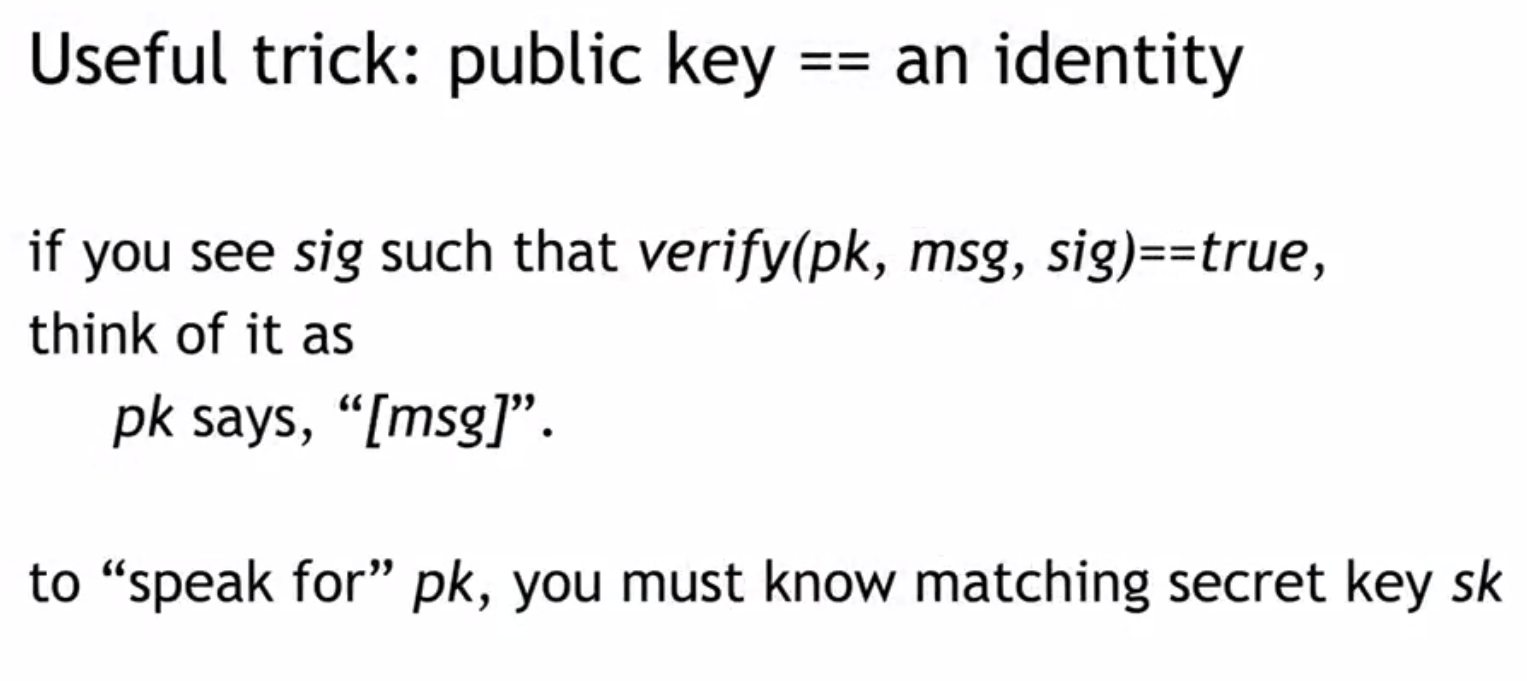 Useful trick: public key == an identity
if you see sig such that verify(pk, msg, sig)==true,
think of it as
pk says, “[msg]”.
to “speak for” pk, you must know matching secret key sk